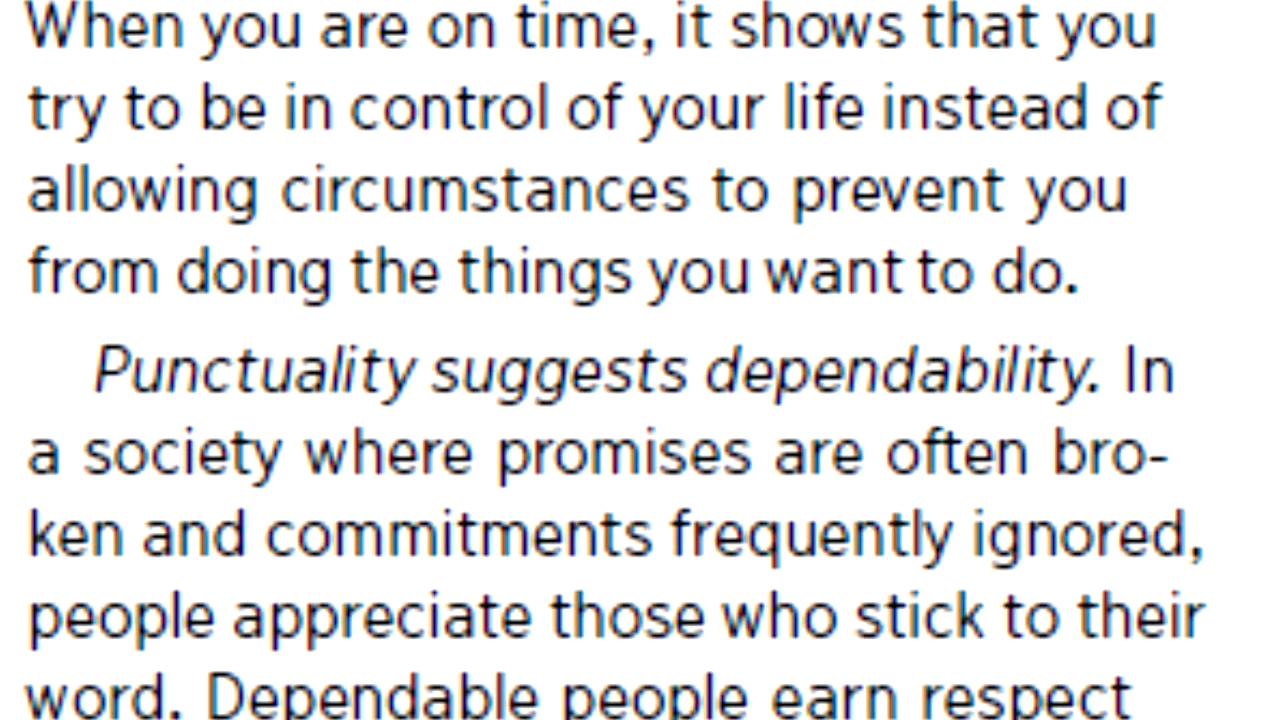 When you are on time, it shows that you
try to be in control of your life instead of
allowing circumstances to prevent you
from doing the things you want to do.
Punctuality suggests dependability. In
a society where promises are often bro-
ken and commitments frequently ignored,
people appreciate those who stick to their
word. Dependable people earn respect